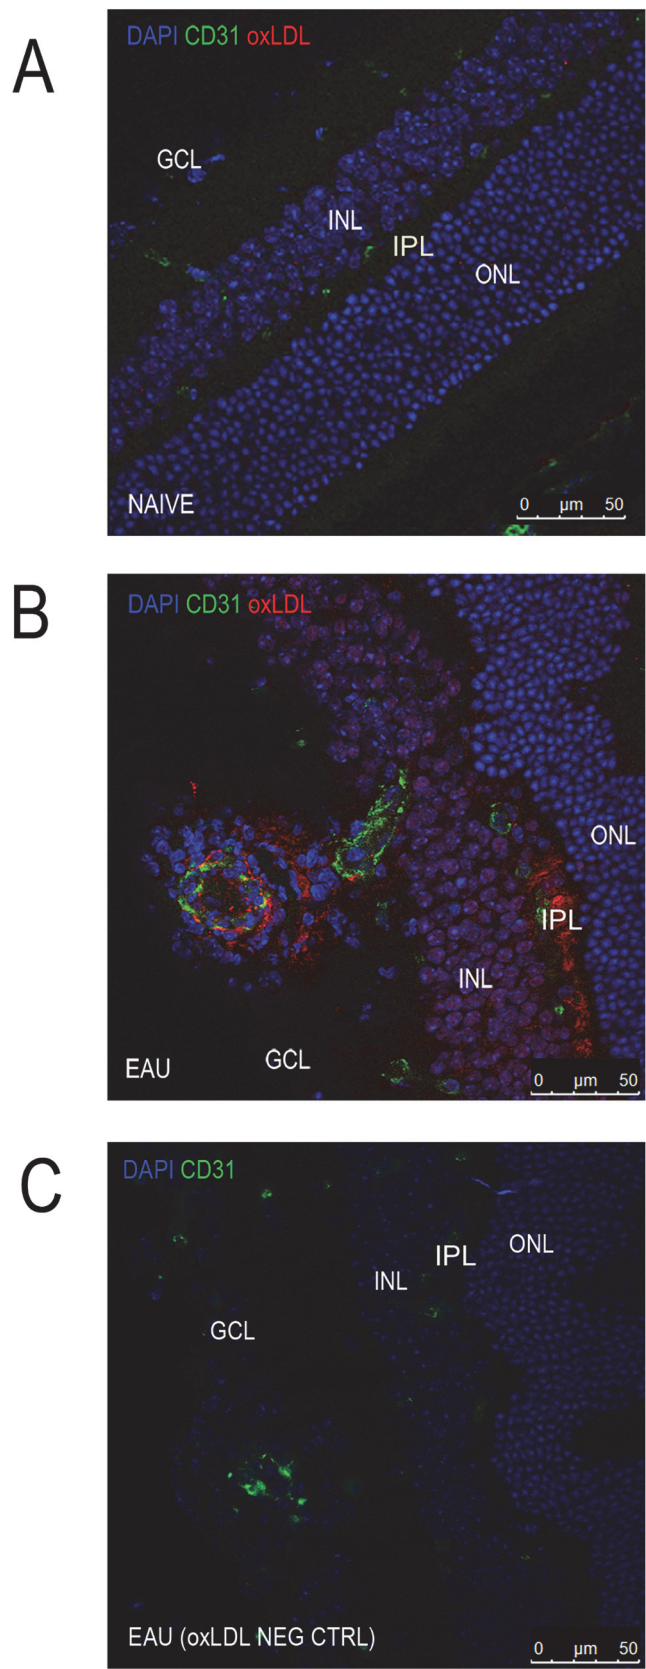 A
DAPI CD31 oxLDL
GCL
INL
IPL
ONL
NAIVE
0 µm 50
B
DAPI CD31 oxLDL
ONL
IPL
INL
GCL
EAU
0 µm 50
C
DAPI CD31
ONL
IPL
INL
GCL
EAU (oxLDL NEG CTRL)
0 µm 50